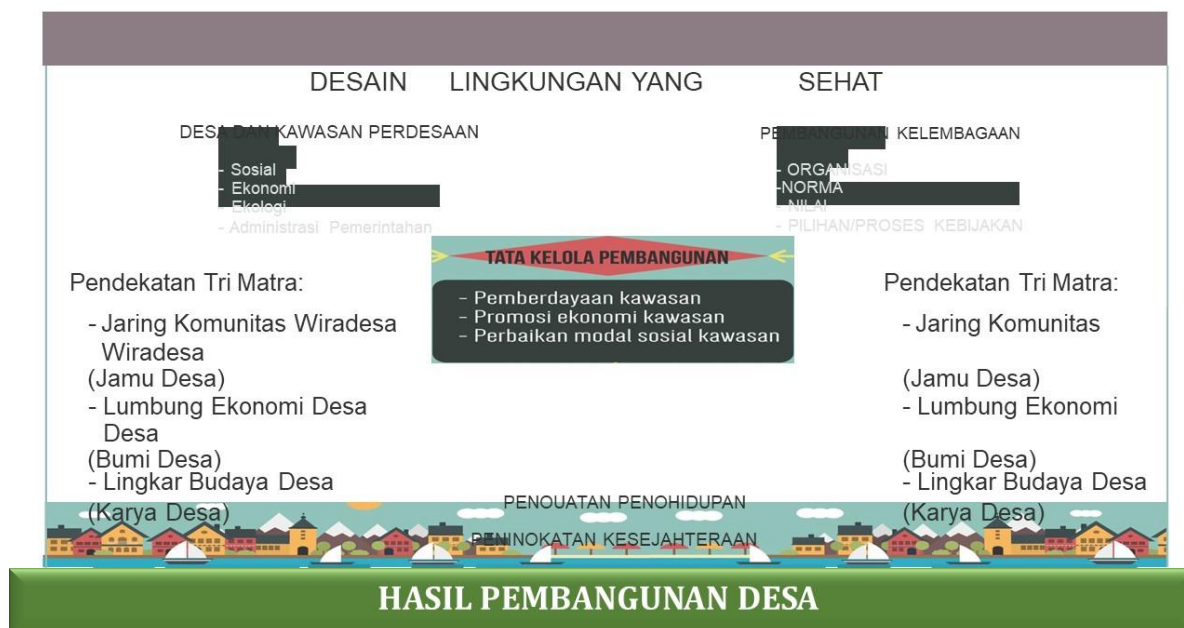 DESAIN LINGKUNGAN YANG SEHAT
DESA DAN KAWASAN PERDESAAN
- Sosial
- Ekonomi
- Ekologi
- Administrasi Pemerintahan
PEMBANGUNAN KELEMBAGAAN
- ORGANISASI
-NORMA
- NILAI
- PILIHAN/PROSES KEBIJAKAN
TATA KELOLA PEMBANGUNAN
- Pemberdayaan kawasan
- Promosi ekonomi kawasan
- Perbaikan modal sosial kawasan
Pendekatan Tri Matra:
- Jaring Komunitas Wiradesa
Wiradesa
(Jamu Desa)
- Lumbung Ekonomi Desa
Desa
(Bumi Desa)
- Lingkar Budaya Desa
(Karya Desa)
Pendekatan Tri Matra:
- Jaring Komunitas
(Jamu Desa)
- Lumbung Ekonomi
(Bumi Desa)
- Lingkar Budaya Desa
(Karya Desa)
PENOUATAN PENOHIDUPAN
PENINOKATAN KESEJAHTERAAN
HASIL PEMBANGUNAN DESA